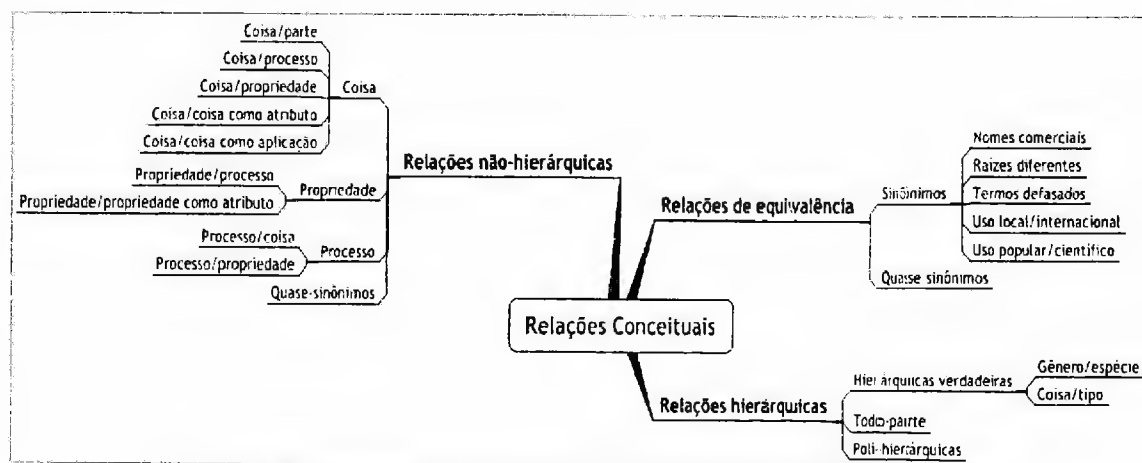 Coisa/parte
Coisa/processo
Coisa/propriedade
Coisa/coisa como atributo
Coisa/coisa como aplicação
Coisa
Propriedade/processo
Propriedade/propriedade como atributo
Propriedade
Processo/coisa
Processo/propriedade
Processo
Quase-sinônimos
Relações não-hierárquicas
Relações Conceituais
Relações de equivalência
Sinônimos
Nomes comerciais
Raízes diferentes
Termos defasados
Uso local/internacional
Uso popular/científico
Quase sinônimos
Relações hierárquicas
Hierárquicas verdadeiras
Gênero/espécie
Coisa/tipo
Todo-parte
Poli-hierárquicas